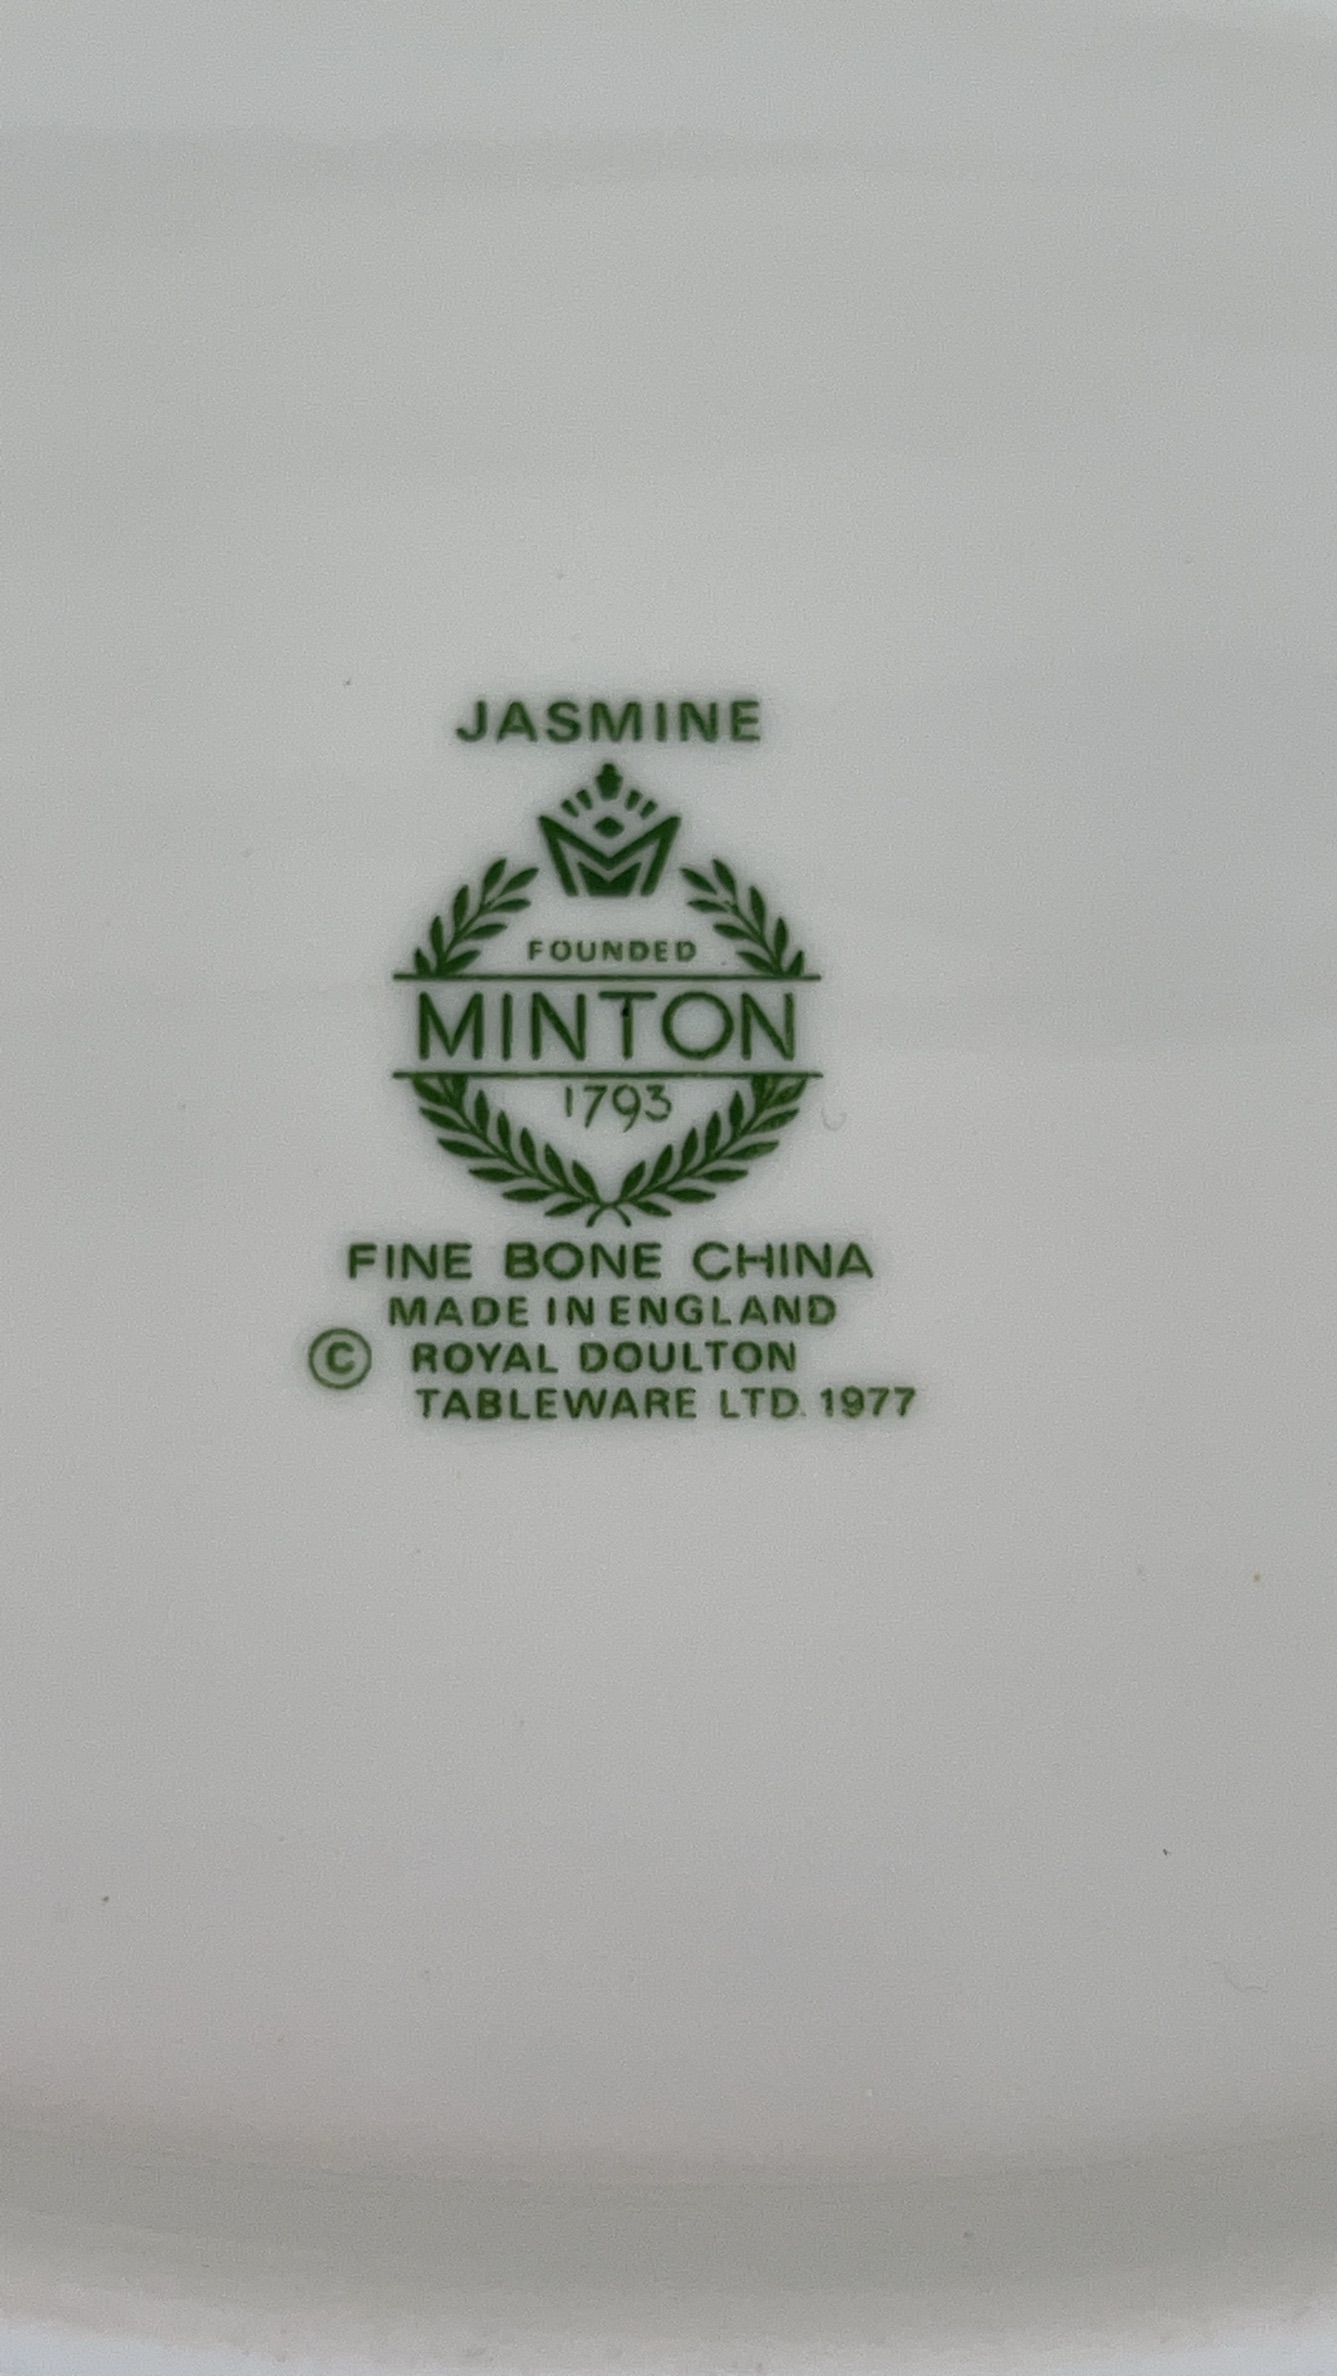 JASMINE
FOUNDED
MINTON
1793
FINE BONE CHINA
MADE IN ENGLAND
© ROYAL DOULTON
TABLEWARE LTD. 1977